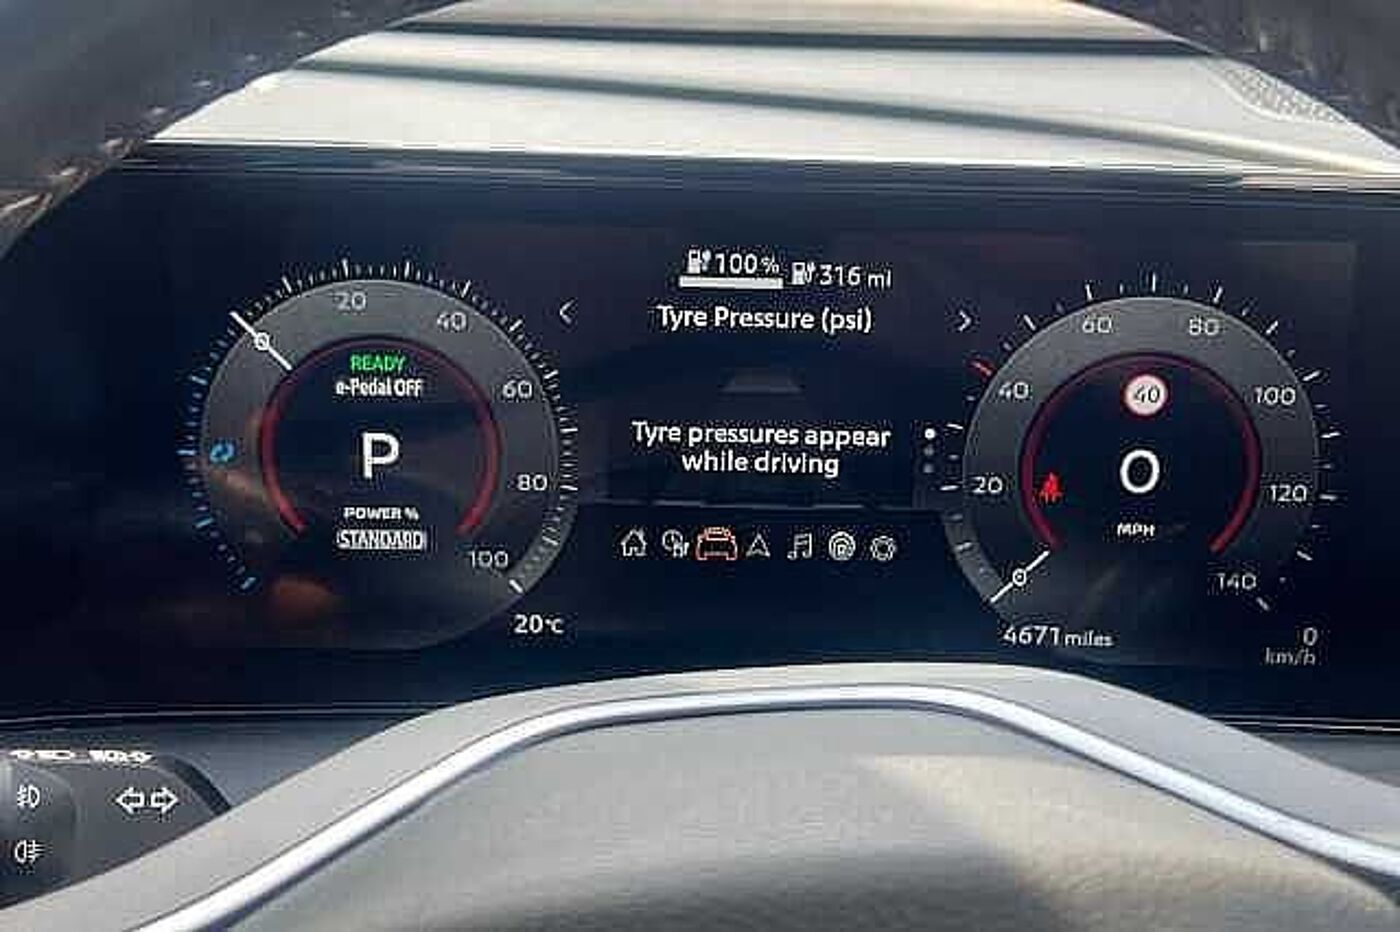 100%
316 mi
Tyre Pressure (psi)
Tyre pressures appear
while driving
20
40
60
80
100
READY
e-Pedal OFF
P
POWER %
STANDARD
20°C
20
40
60
80
100
120
140
40
0
MPH
4671 miles
0
km/h